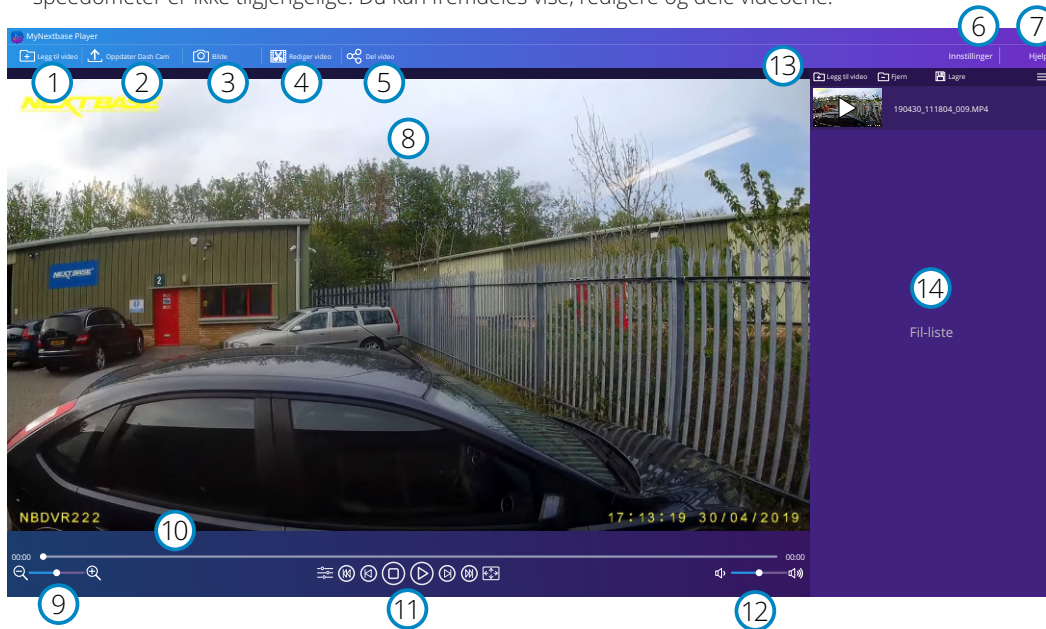 speedometer er ikke tilgjengelige. Du kan fremdeles vise, redigere og dele videoene.
MyNextbase Player
6
7
Legg til video
Oppdater Dash Cam
Bilde
Rediger video
Del video
Innstillinger
Hjelp
1
2
3
4
5
13
Legg til video
Fjern
Lagre
NEXTBASE
190430_111804_009.MP4
8
NEXTBASE
2
14
Fil-liste
NBDVR222
17:13:19 30/04/2019
10
00:00
00:00
9
11
12